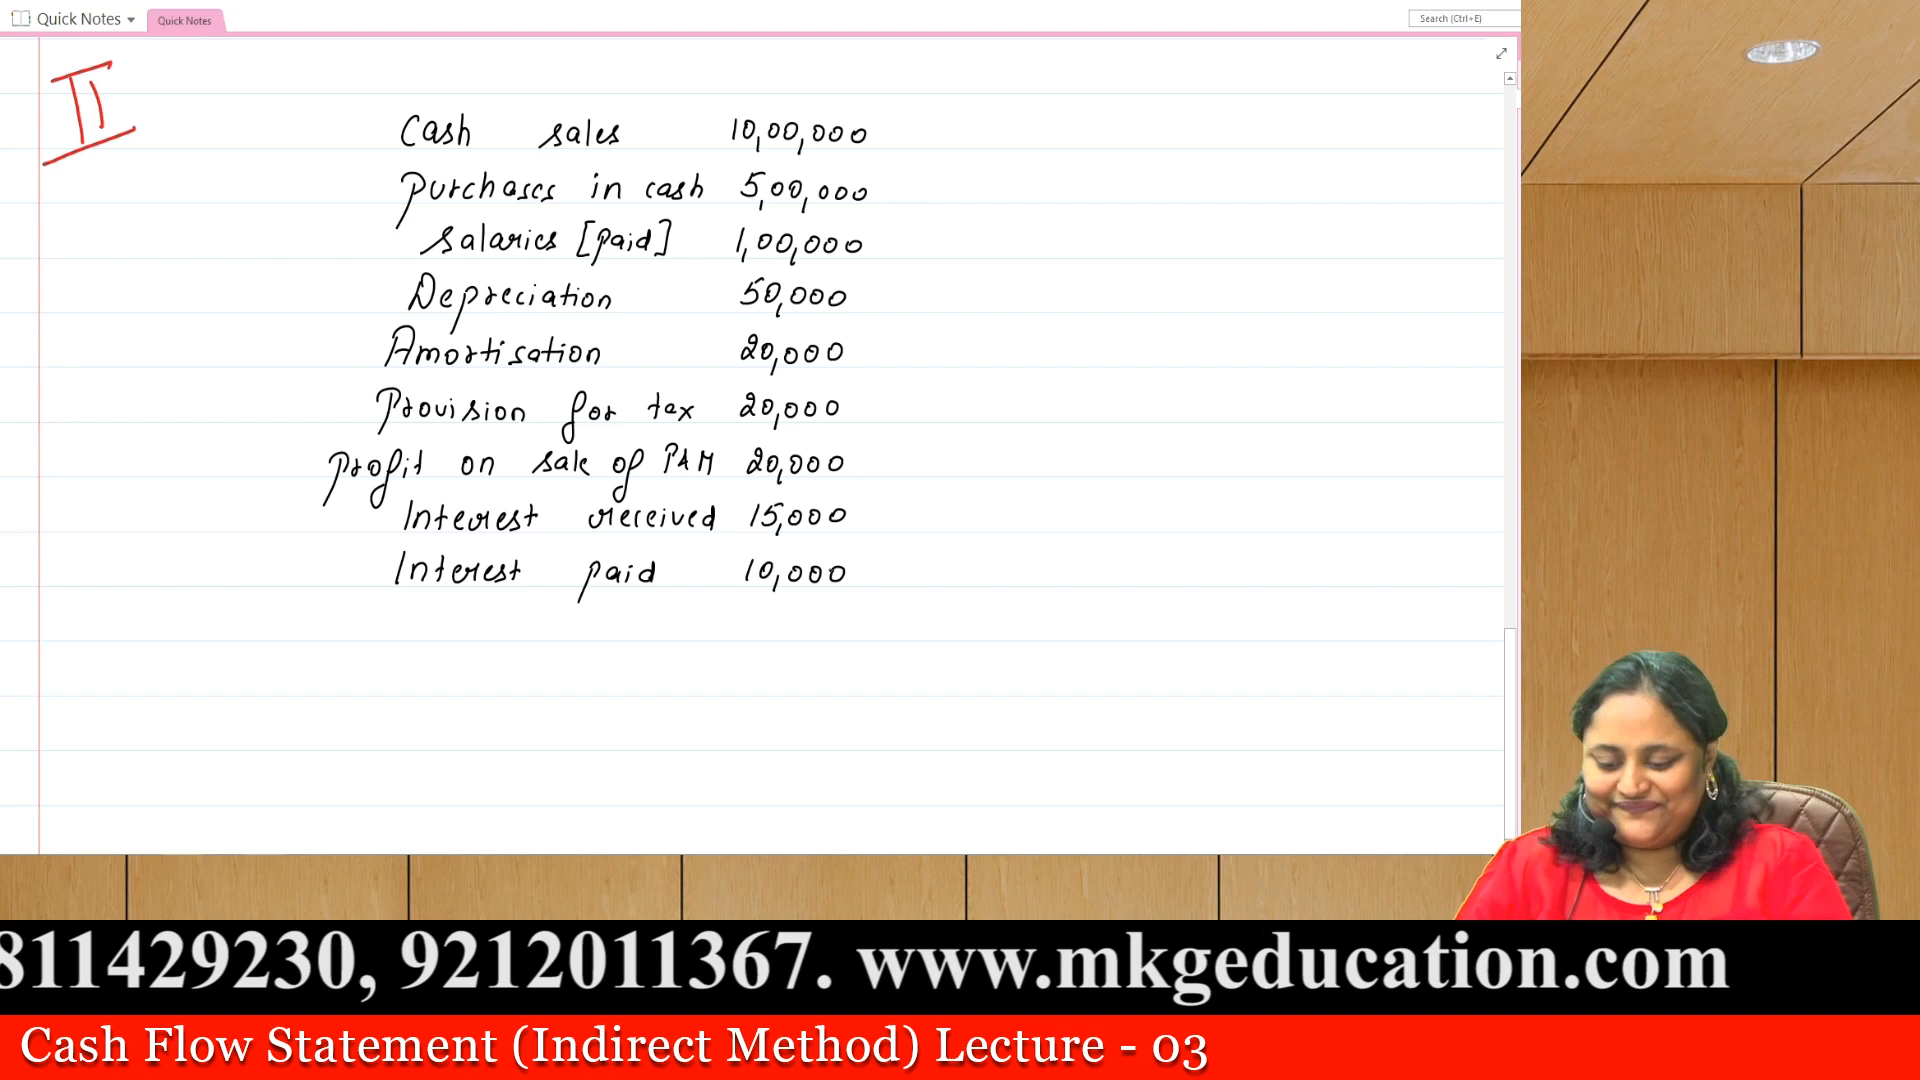 Quick Notes
Quick Notes
Search (Ctrl+E)
II
Cash sales 10,00,000
Purchases in cash 5,00,000
Salaries [paid] 1,00,000
Depreciation 50,000
Amortisation 20,000
Provision for tax 20,000
Profit on sale of P&M 20,000
Interest received 15,000
Interest paid 10,000
811429230, 9212011367. www.mkgeducation.com
Cash Flow Statement (Indirect Method) Lecture - 03